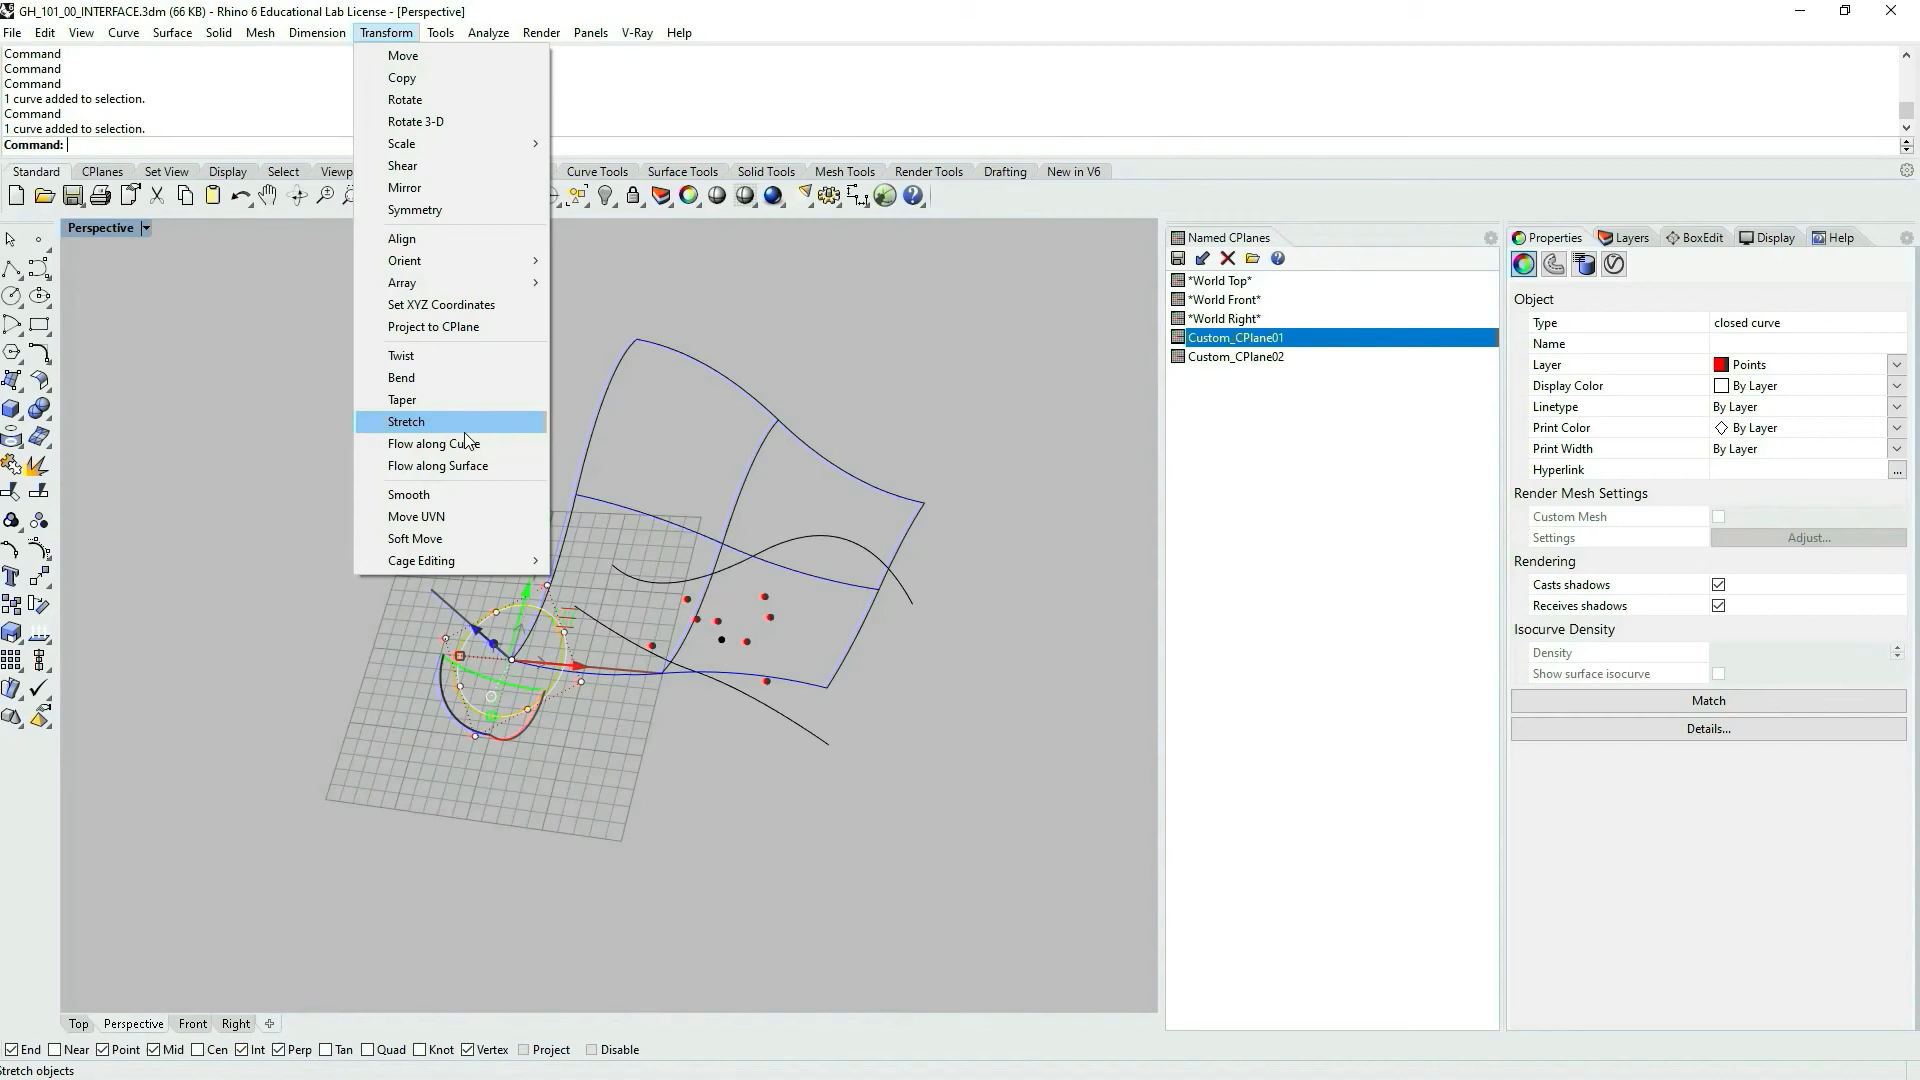 GH_101_00_INTERFACE.3dm (66 KB) - Rhino 6 Educational Lab License - [Perspective]
File Edit View Curve Surface Solid Mesh Dimension Transform Tools Analyze Render Panels V-Ray Help
Command
Command
Command
1 curve added to selection.
Command
1 curve added to selection.
Command:
Move
Copy
Rotate
Rotate 3-D
Scale
Shear
Mirror
Symmetry
Align
Orient
Array
Set XYZ Coordinates
Project to CPlane
Twist
Bend
Taper
Stretch
Flow along Curve
Flow along Surface
Smooth
Move UVN
Soft Move
Cage Editing
Standard CPlanes Set View Display Select Viewp Curve Tools Surface Tools Solid Tools Mesh Tools Render Tools Drafting New in V6
Perspective
Named CPlanes
*World Top*
*World Front*
*World Right*
Custom_CPlane01
Custom_CPlane02
Properties Layers BoxEdit Display Help
Object
Type closed curve
Name
Layer Points
Display Color By Layer
Linetype By Layer
Print Color By Layer
Print Width By Layer
Hyperlink ...
Render Mesh Settings
Custom Mesh
Settings Adjust...
Rendering
Casts shadows
Receives shadows
Isocurve Density
Density
Show surface isocurve
Match
Details...
Top Perspective Front Right
End Near Point Mid Cen Int Perp Tan Quad Knot Vertex Project Disable
Stretch objects